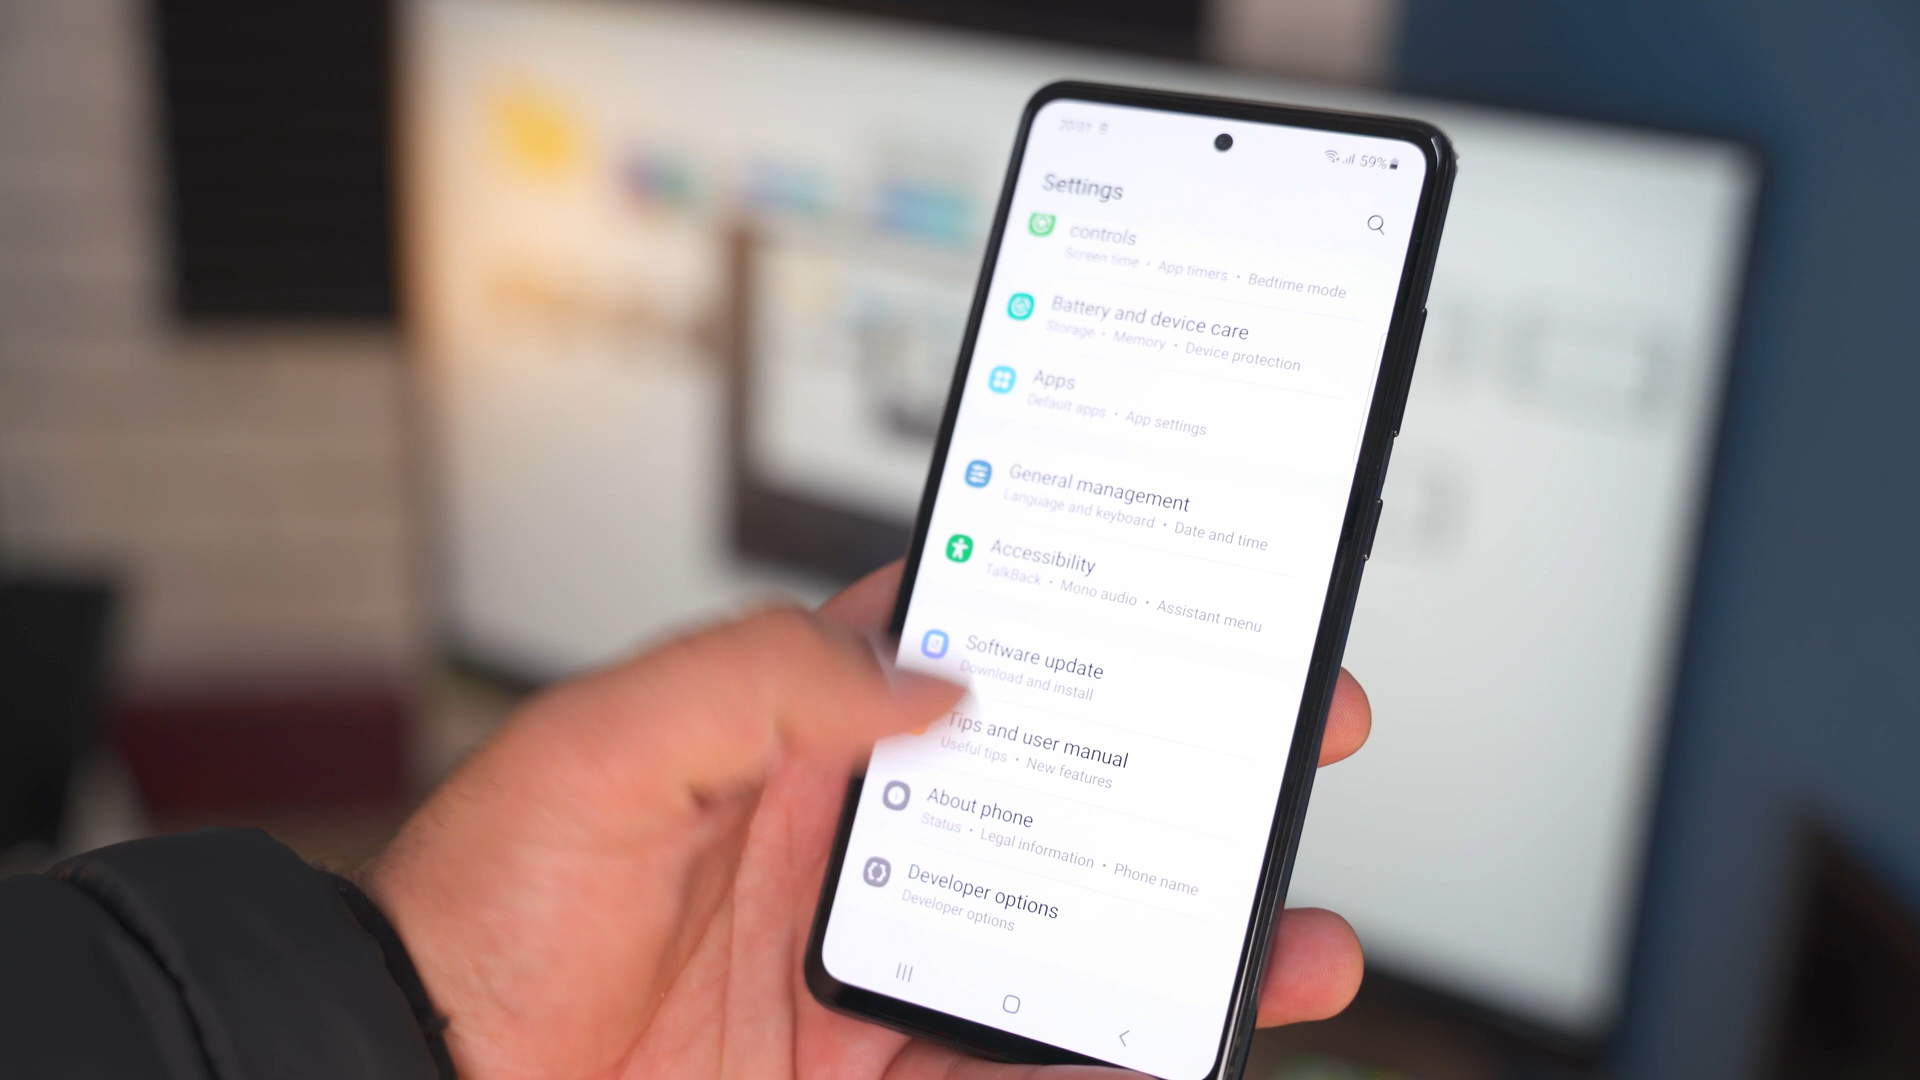 20:01
59%
Settings
controls
Screen time • App timers • Bedtime mode
Battery and device care
Storage • Memory • Device protection
Apps
Default apps • App settings
General management
Language and keyboard • Date and time
Accessibility
TalkBack • Mono audio • Assistant menu
Software update
Download and install
Tips and user manual
Useful tips • New features
About phone
Status • Legal information • Phone name
Developer options
Developer options